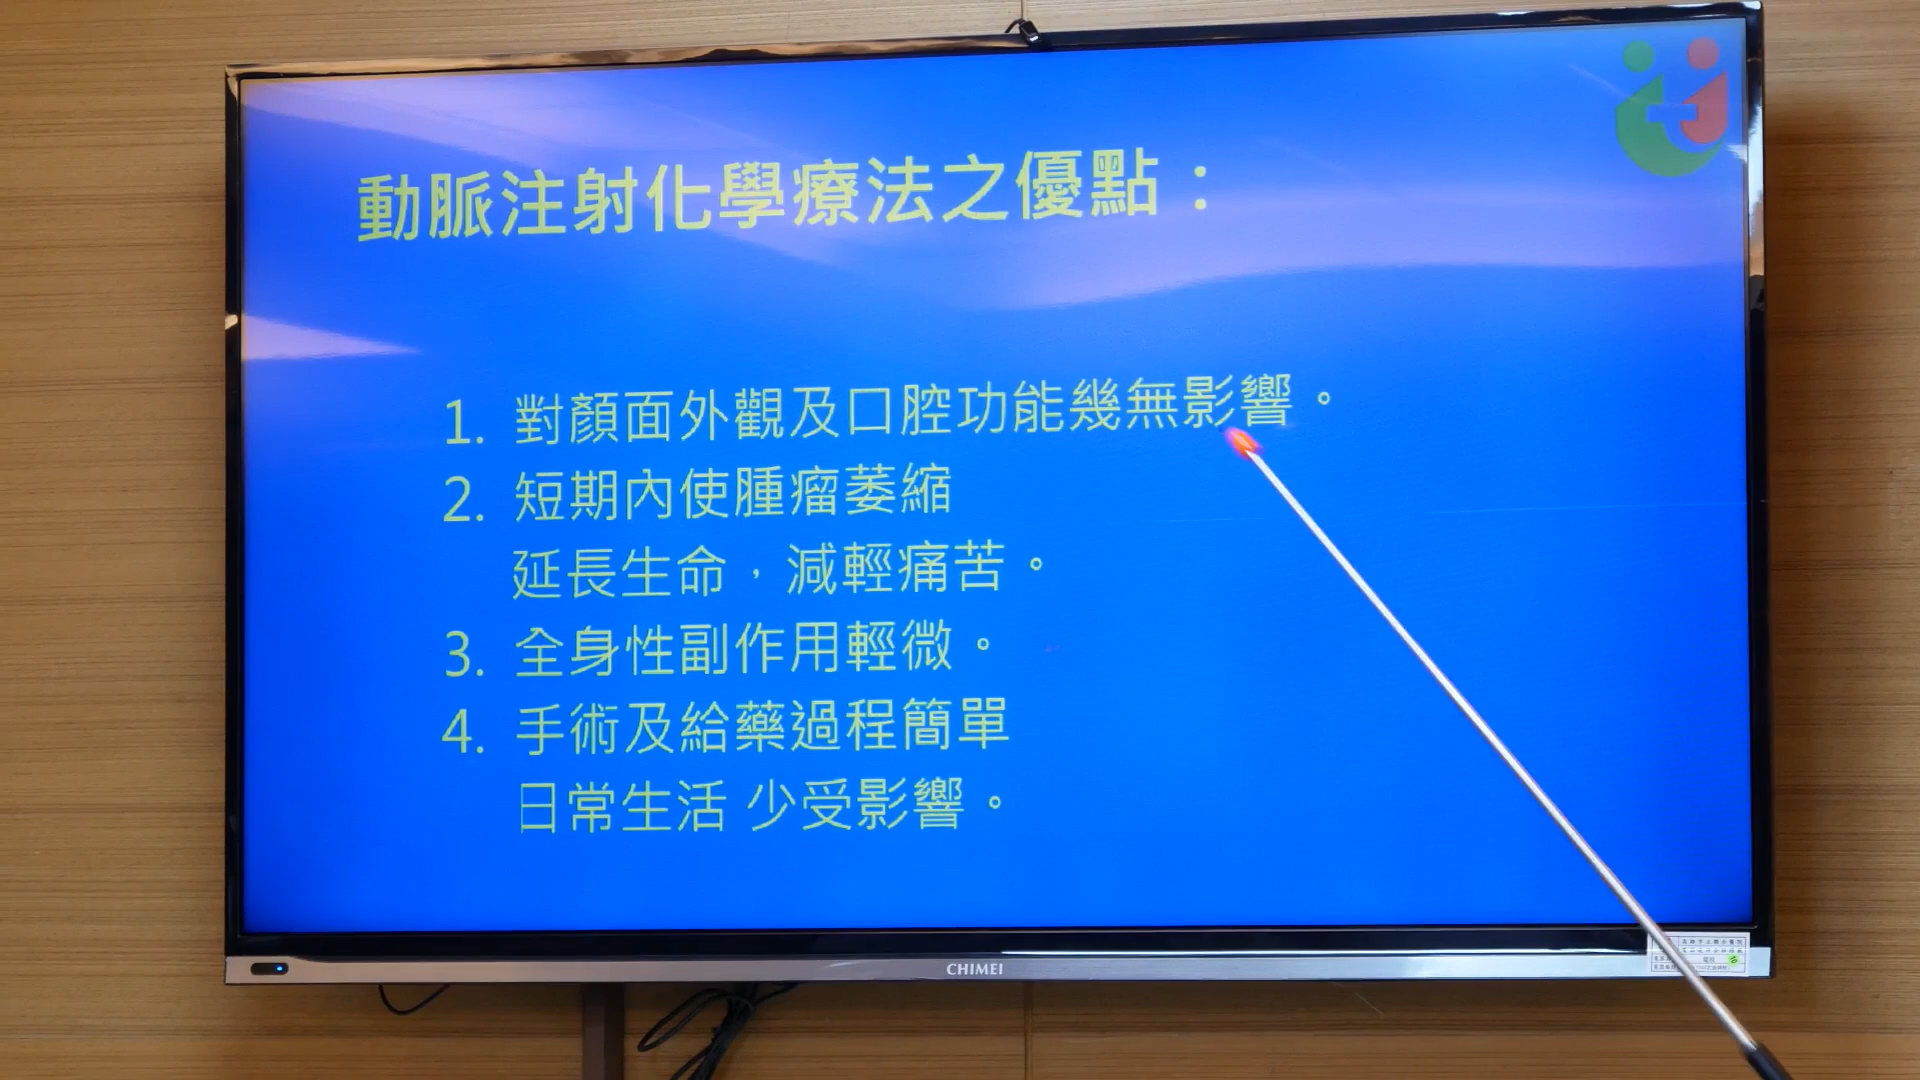 動脈注射化學療法之優點：
1. 對顏面外觀及口腔功能幾無影響。
2. 短期內使腫瘤萎縮
延長生命，減輕痛苦。
3. 全身性副作用輕微。
4. 手術及給藥過程簡單
日常生活 少受影響。
CHIMEI